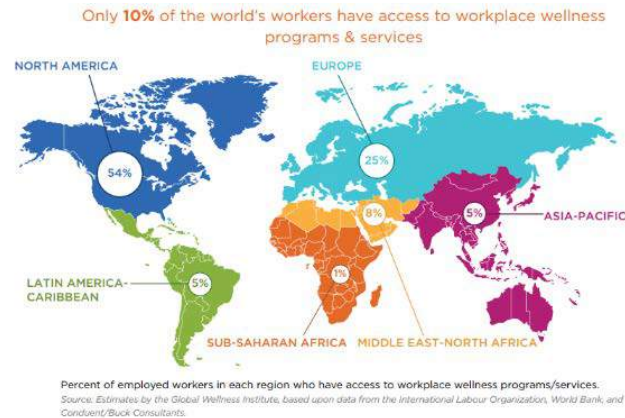 Only 10% of the world's workers have access to workplace wellness
programs & services
NORTH AMERICA
EUROPE
54%
25%
8%
5%
ASIA-PACIFIC
LATIN AMERICA-
CARIBBEAN
5%
1%
SUB-SAHARAN AFRICA
MIDDLE EAST-NORTH AFRICA
Percent of employed workers in each region who have access to workplace wellness programs/services.
Source: Estimates by the Global Wellness Institute, based upon data from the International Labour Organization, World Bank, and
Conduent/Buck Consultants.